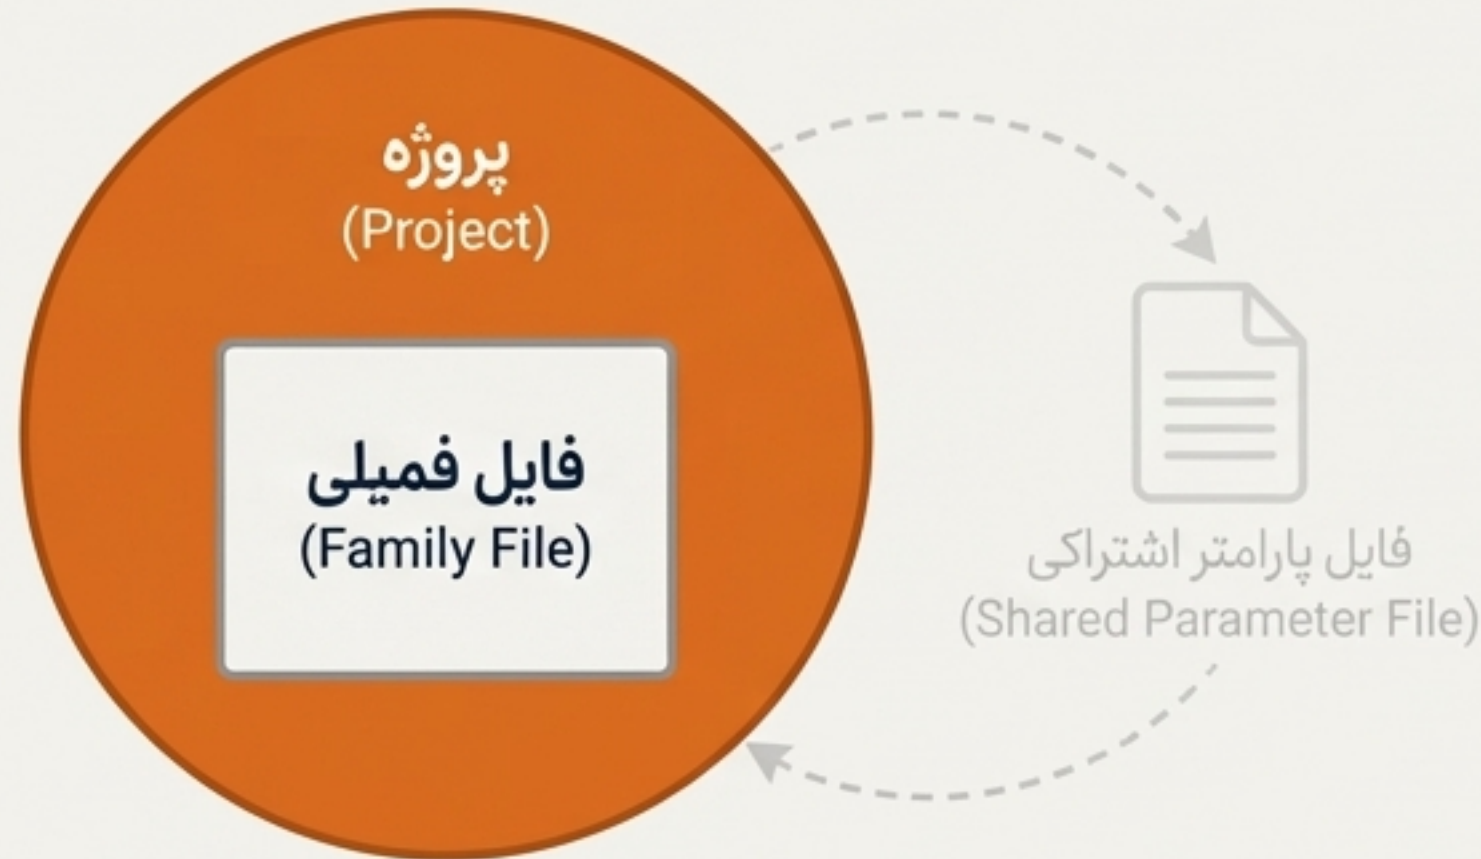 پروژه
(Project)
فایل فمیلی
(Family File)
فایل پارامتر اشتراکی
(Shared Parameter File)